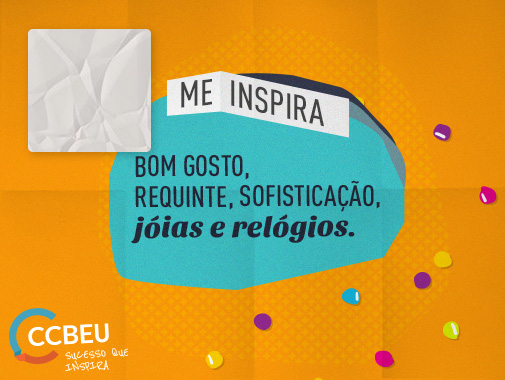 ME INSPIRA
BOM GOSTO,
REQUINTE, SOFISTICAÇÃO,
jóias e relógios.
CCBEU
SUCESSO QUE
INSPIRA